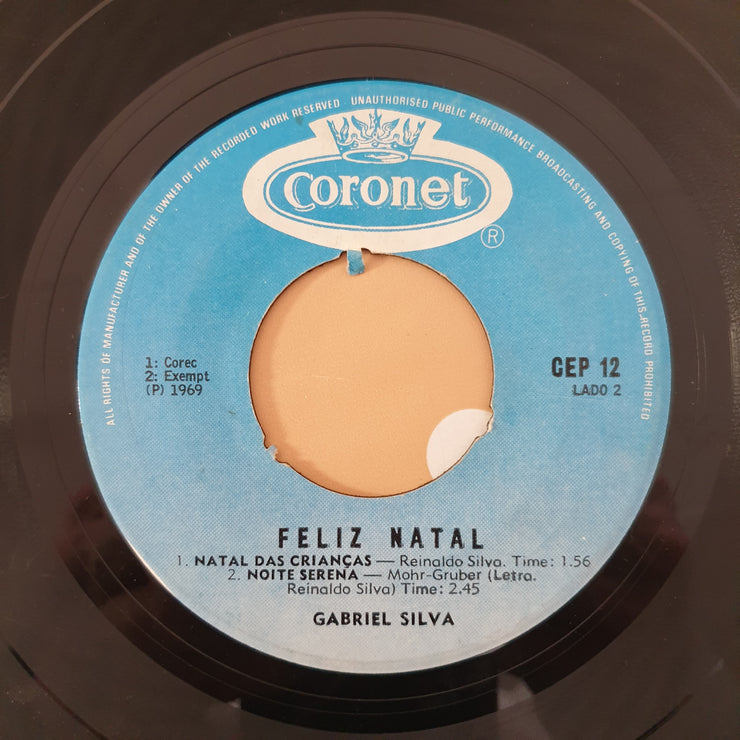 ALL RIGHTS OF MANUFACTURER AND OF THE OWNER OF THE RECORDED WORK RESERVED · UNAUTHORISED PUBLIC PERFORMANCE BROADCASTING AND COPYING OF THIS RECORD PROHIBITED
Coronet
®
1: Corec
2: Exempt
(P) 1969
CEP 12
LADO 2
FELIZ NATAL
1. NATAL DAS CRIANÇAS — Reinaldo Silva. Time: 1.56
2. NOITE SERENA — Mohr-Gruber (Letra.
Reinaldo Silva) Time: 2.45
GABRIEL SILVA